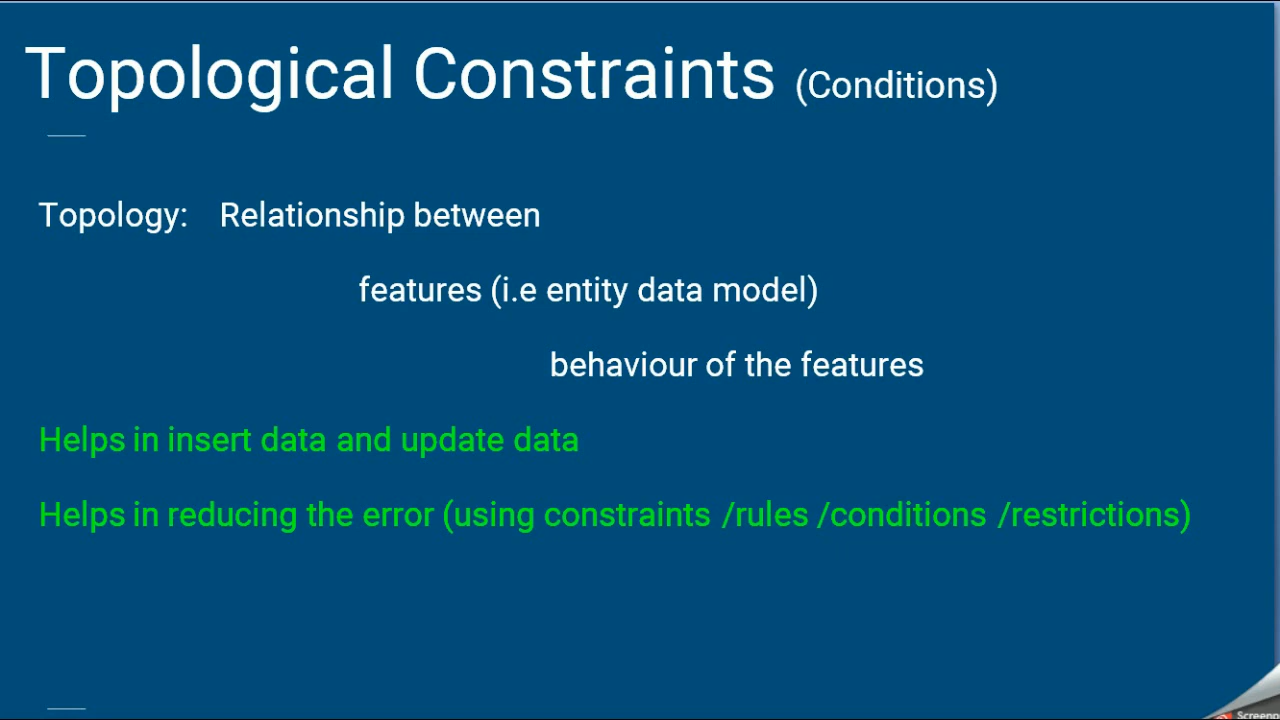 Topological Constraints (Conditions)
Topology: Relationship between
features (i.e entity data model)
behaviour of the features
Helps in insert data and update data
Helps in reducing the error (using constraints /rules /conditions /restrictions)